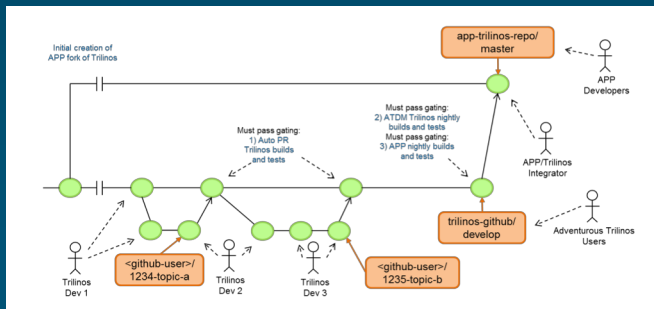 app-trilinos-repo/
master
Initial creation of
APP fork of Trilinos
APP
Developers
Must pass gating:
1) Auto PR
Trilinos builds
and tests
Must pass gating:
2) ATDM Trilinos nightly
builds and tests
Must pass gating:
3) APP nightly builds
and tests
APP/Trilinos
Integrator
trilinos-github/
develop
Adventurous Trilinos
Users
Trilinos
Dev 1
<github-user>/
1234-topic-a
Trilinos
Dev 2
Trilinos
Dev 3
<github-user>/
1235-topic-b